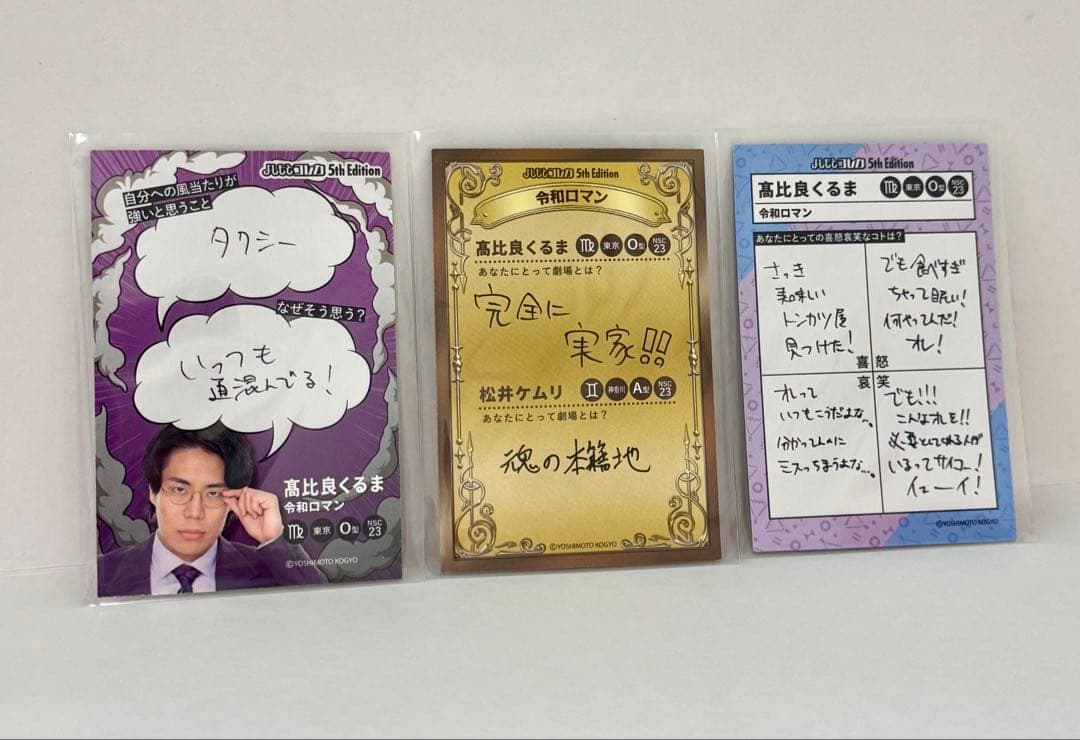 よしもとコレカ 5th Edition
自分への風当たりが
強いと思うこと
タクシー
なぜそう思う?
いつも
道混んでる!
髙比良くるま
令和ロマン
♍ 東京 O型 NSC 23
©YOSHIMOTO KOGYO
よしもとコレカ 5th Edition
令和ロマン
髙比良くるま ♍ 東京 O型 NSC 23
あなたにとって劇場とは?
完全に
実家!!
松井ケムリ ♊ 神奈川 A型 NSC 23
あなたにとって劇場とは?
魂の本籍地
©YOSHIMOTO KOGYO
よしもとコレカ 5th Edition
髙比良くるま ♍ 東京 O型 NSC 23
令和ロマン
あなたにとっての喜怒哀笑なコトは?
さっき
美味しい
トンカツ屋
見つけた!
喜
でも食べすぎ
ちゃって眠い!
何やってんだ!
オレ!
怒
哀
オレって
いつもこうだよな...
分かってんのに
ミスっちまうよな...
笑
でも!!!
こんなオレを!!
必要としてくれる人が
いるってサイコー!
イェーイ!
©YOSHIMOTO KOGYO